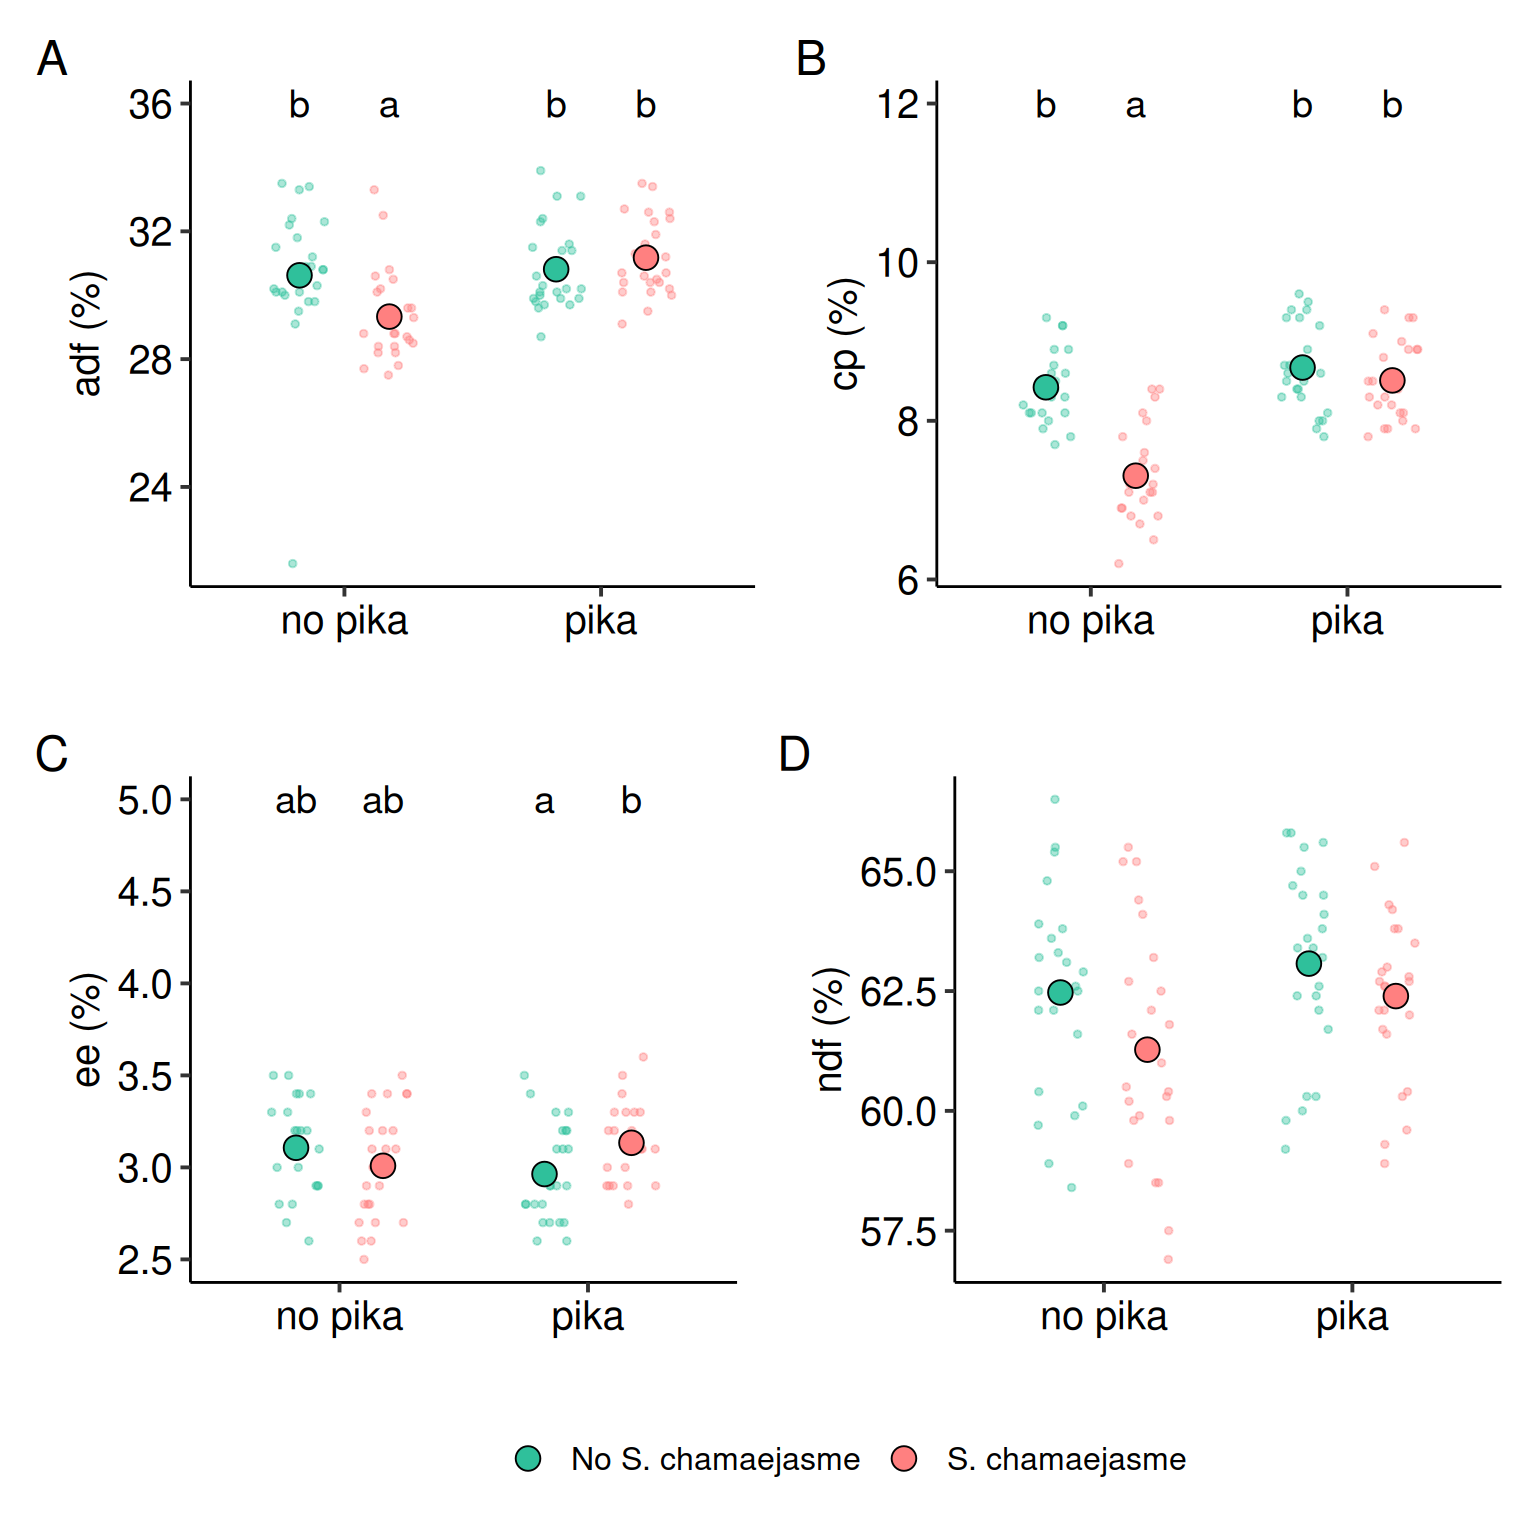 A
adf (%)
36
32
28
24
b a b b
no pika pika
B
cp (%)
12
10
8
6
b a b b
no pika pika
C
ee (%)
5.0
4.5
4.0
3.5
3.0
2.5
ab ab a b
no pika pika
D
ndf (%)
65.0
62.5
60.0
57.5
no pika pika
No S. chamaejasme S. chamaejasme